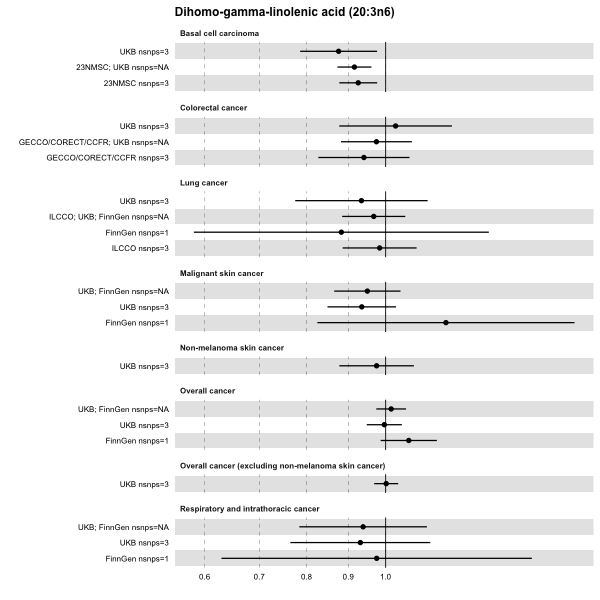 Dihomo-gamma-linolenic acid (20:3n6)
Basal cell carcinoma
UKB nsnps=3
23NMSC; UKB nsnps=NA
23NMSC nsnps=3
Colorectal cancer
UKB nsnps=3
GECCO/CORECT/CCFR; UKB nsnps=NA
GECCO/CORECT/CCFR nsnps=3
Lung cancer
UKB nsnps=3
ILCCO; UKB; FinnGen nsnps=NA
FinnGen nsnps=1
ILCCO nsnps=3
Malignant skin cancer
UKB; FinnGen nsnps=NA
UKB nsnps=3
FinnGen nsnps=1
Non-melanoma skin cancer
UKB nsnps=3
Overall cancer
UKB; FinnGen nsnps=NA
UKB nsnps=3
FinnGen nsnps=1
Overall cancer (excluding non-melanoma skin cancer)
UKB nsnps=3
Respiratory and intrathoracic cancer
UKB; FinnGen nsnps=NA
UKB nsnps=3
FinnGen nsnps=1
0.6 0.7 0.8 0.9 1.0